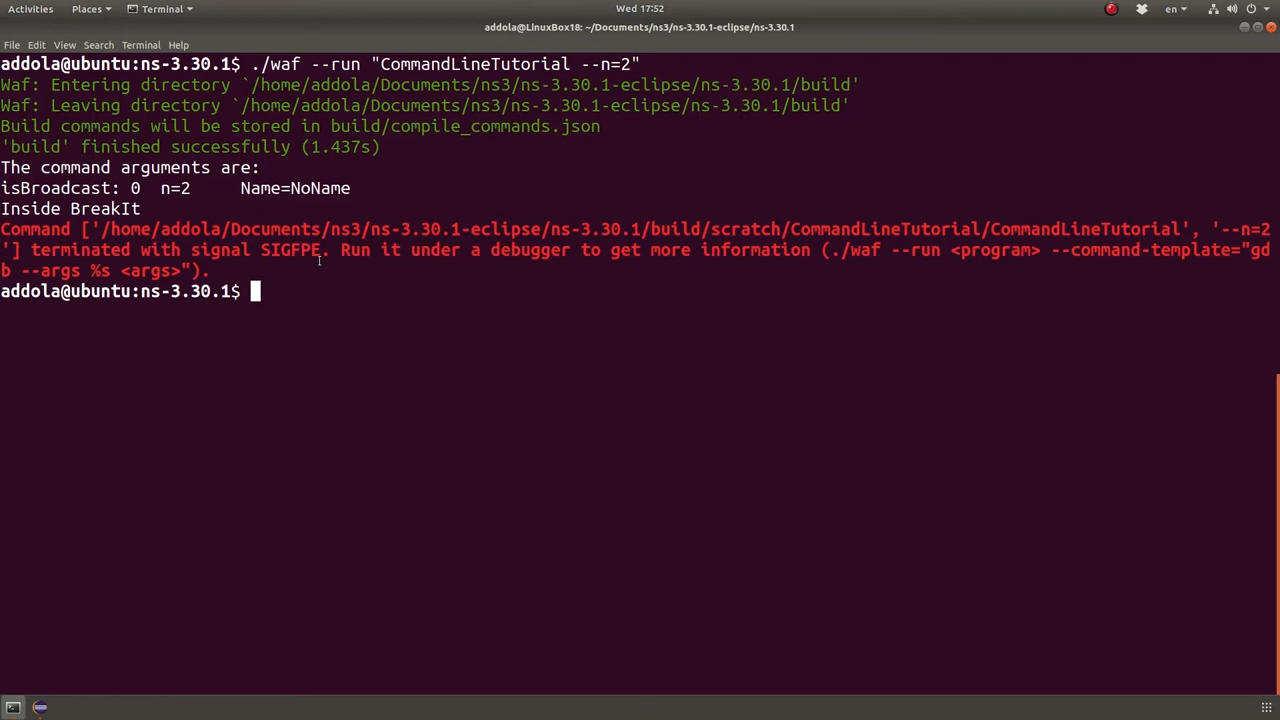 Activities Places Terminal Wed 17:52 en
addola@LinuxBox18: ~/Documents/ns3/ns-3.30.1-eclipse/ns-3.30.1
File Edit View Search Terminal Help
addola@ubuntu:ns-3.30.1$ ./waf --run "CommandLineTutorial --n=2"
Waf: Entering directory `/home/addola/Documents/ns3/ns-3.30.1-eclipse/ns-3.30.1/build'
Waf: Leaving directory `/home/addola/Documents/ns3/ns-3.30.1-eclipse/ns-3.30.1/build'
Build commands will be stored in build/compile_commands.json
'build' finished successfully (1.437s)
The command arguments are:
isBroadcast: 0 n=2 Name=NoName
Inside BreakIt
Command ['/home/addola/Documents/ns3/ns-3.30.1-eclipse/ns-3.30.1/build/scratch/CommandLineTutorial/CommandLineTutorial', '--n=2
'] terminated with signal SIGFPE. Run it under a debugger to get more information (./waf --run <program> --command-template="gd
b --args %s <args>").
addola@ubuntu:ns-3.30.1$